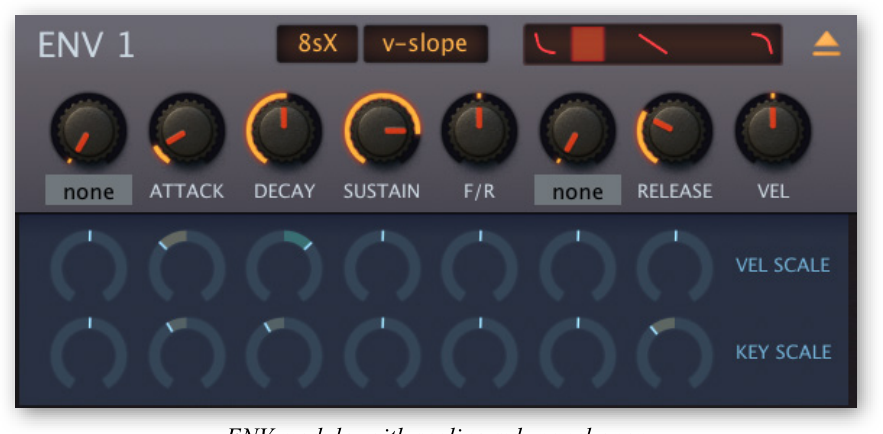 ENV 1 8sX v-slope
none ATTACK DECAY SUSTAIN F/R none RELEASE VEL
VEL SCALE
KEY SCALE